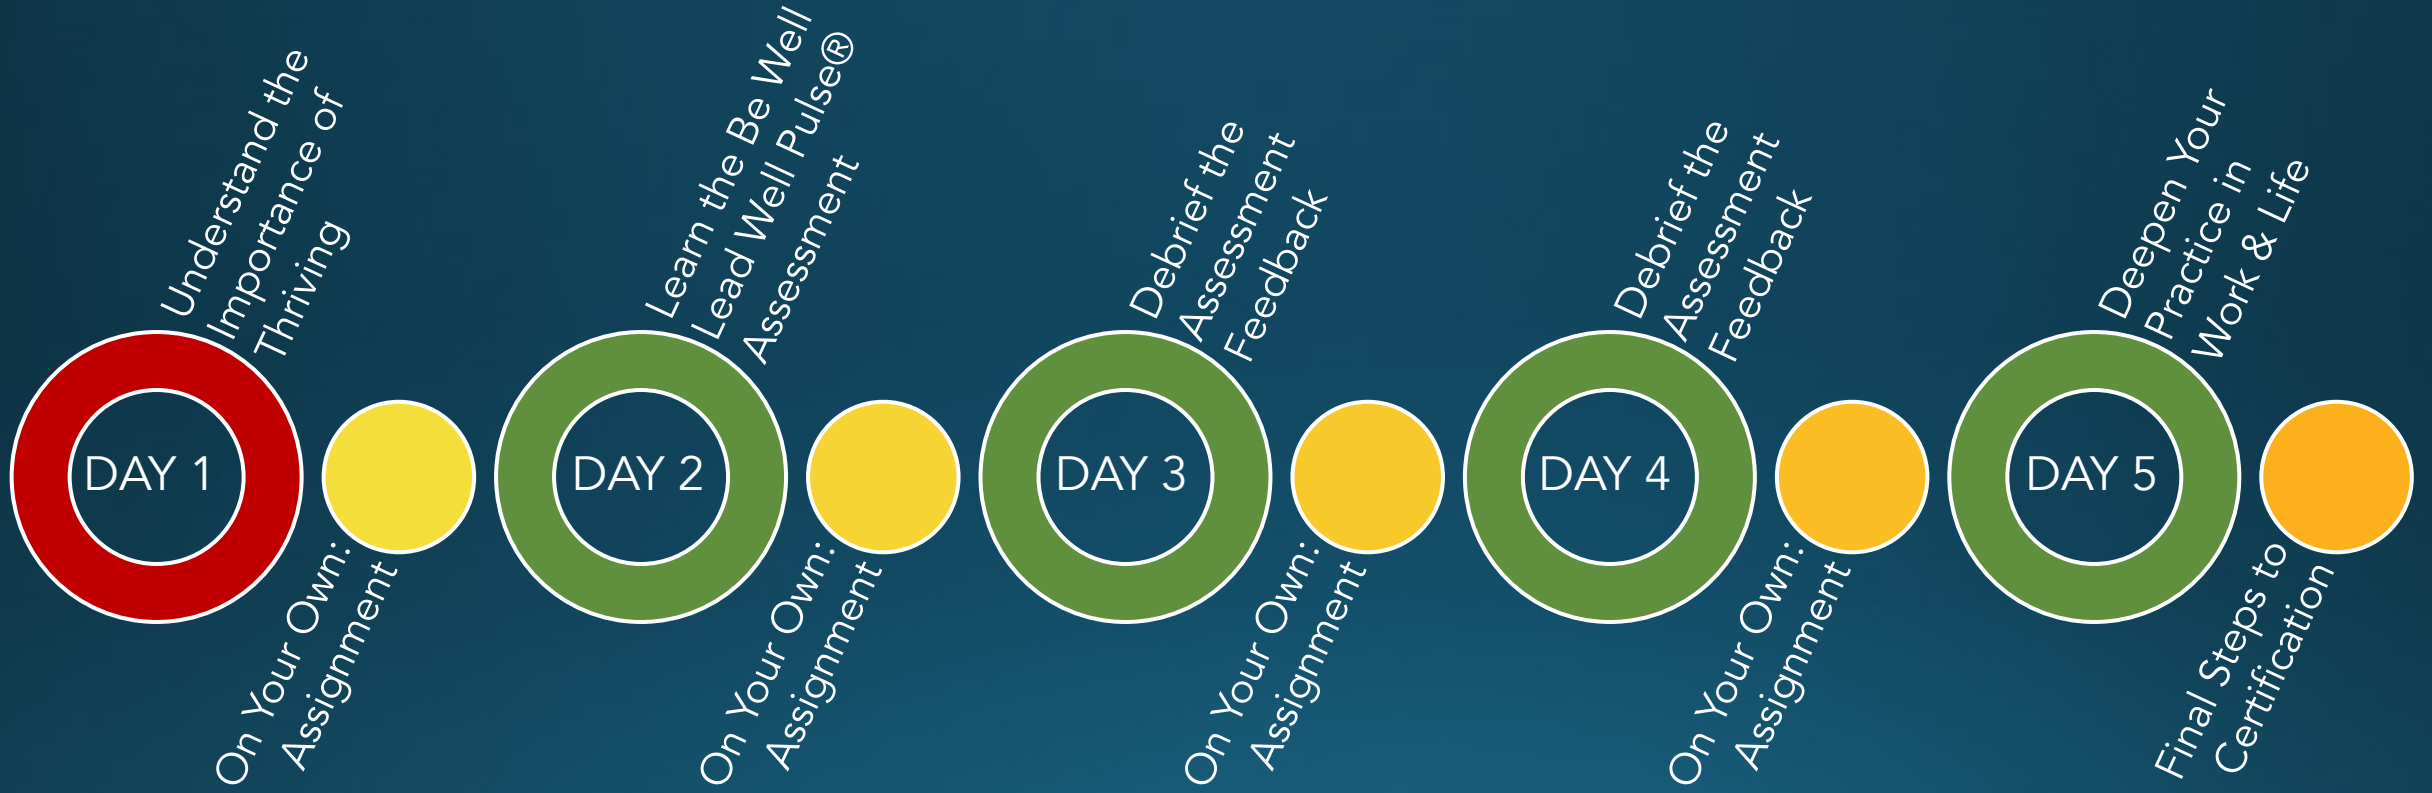 Understand the
Importance of
Thriving
DAY 1
On Your Own:
Assignment
Learn the Be Well
Lead Well Pulse®
Assessment
DAY 2
On Your Own:
Assignment
Debrief the
Assessment
Feedback
DAY 3
On Your Own:
Assignment
Debrief the
Assessment
Feedback
DAY 4
On Your Own:
Assignment
Deepen Your
Practice in
Work & Life
DAY 5
Final Steps to
Certification